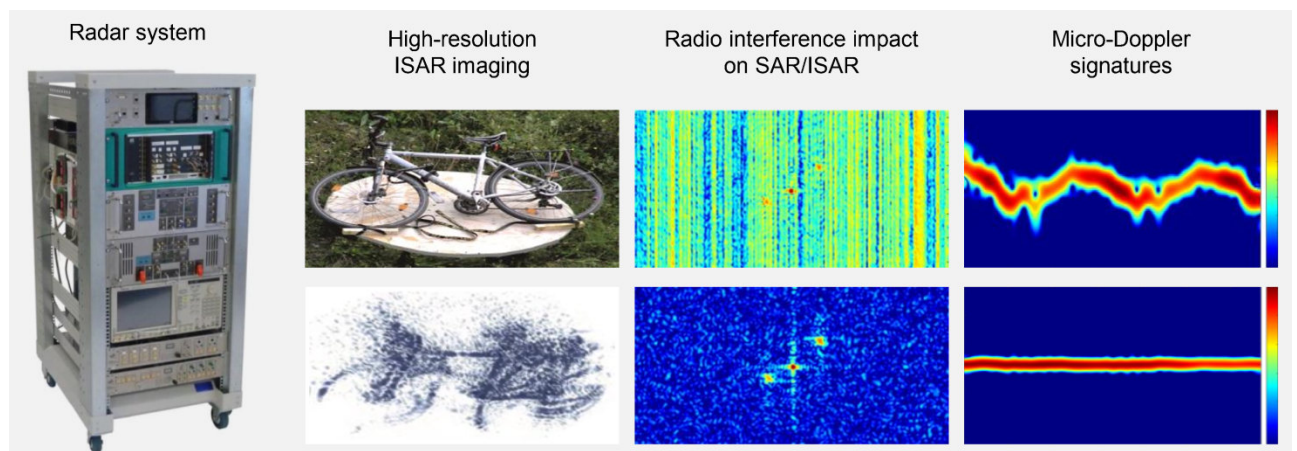 Radar system
High-resolution
ISAR imaging
Radio interference impact
on SAR/ISAR
Micro-Doppler
signatures